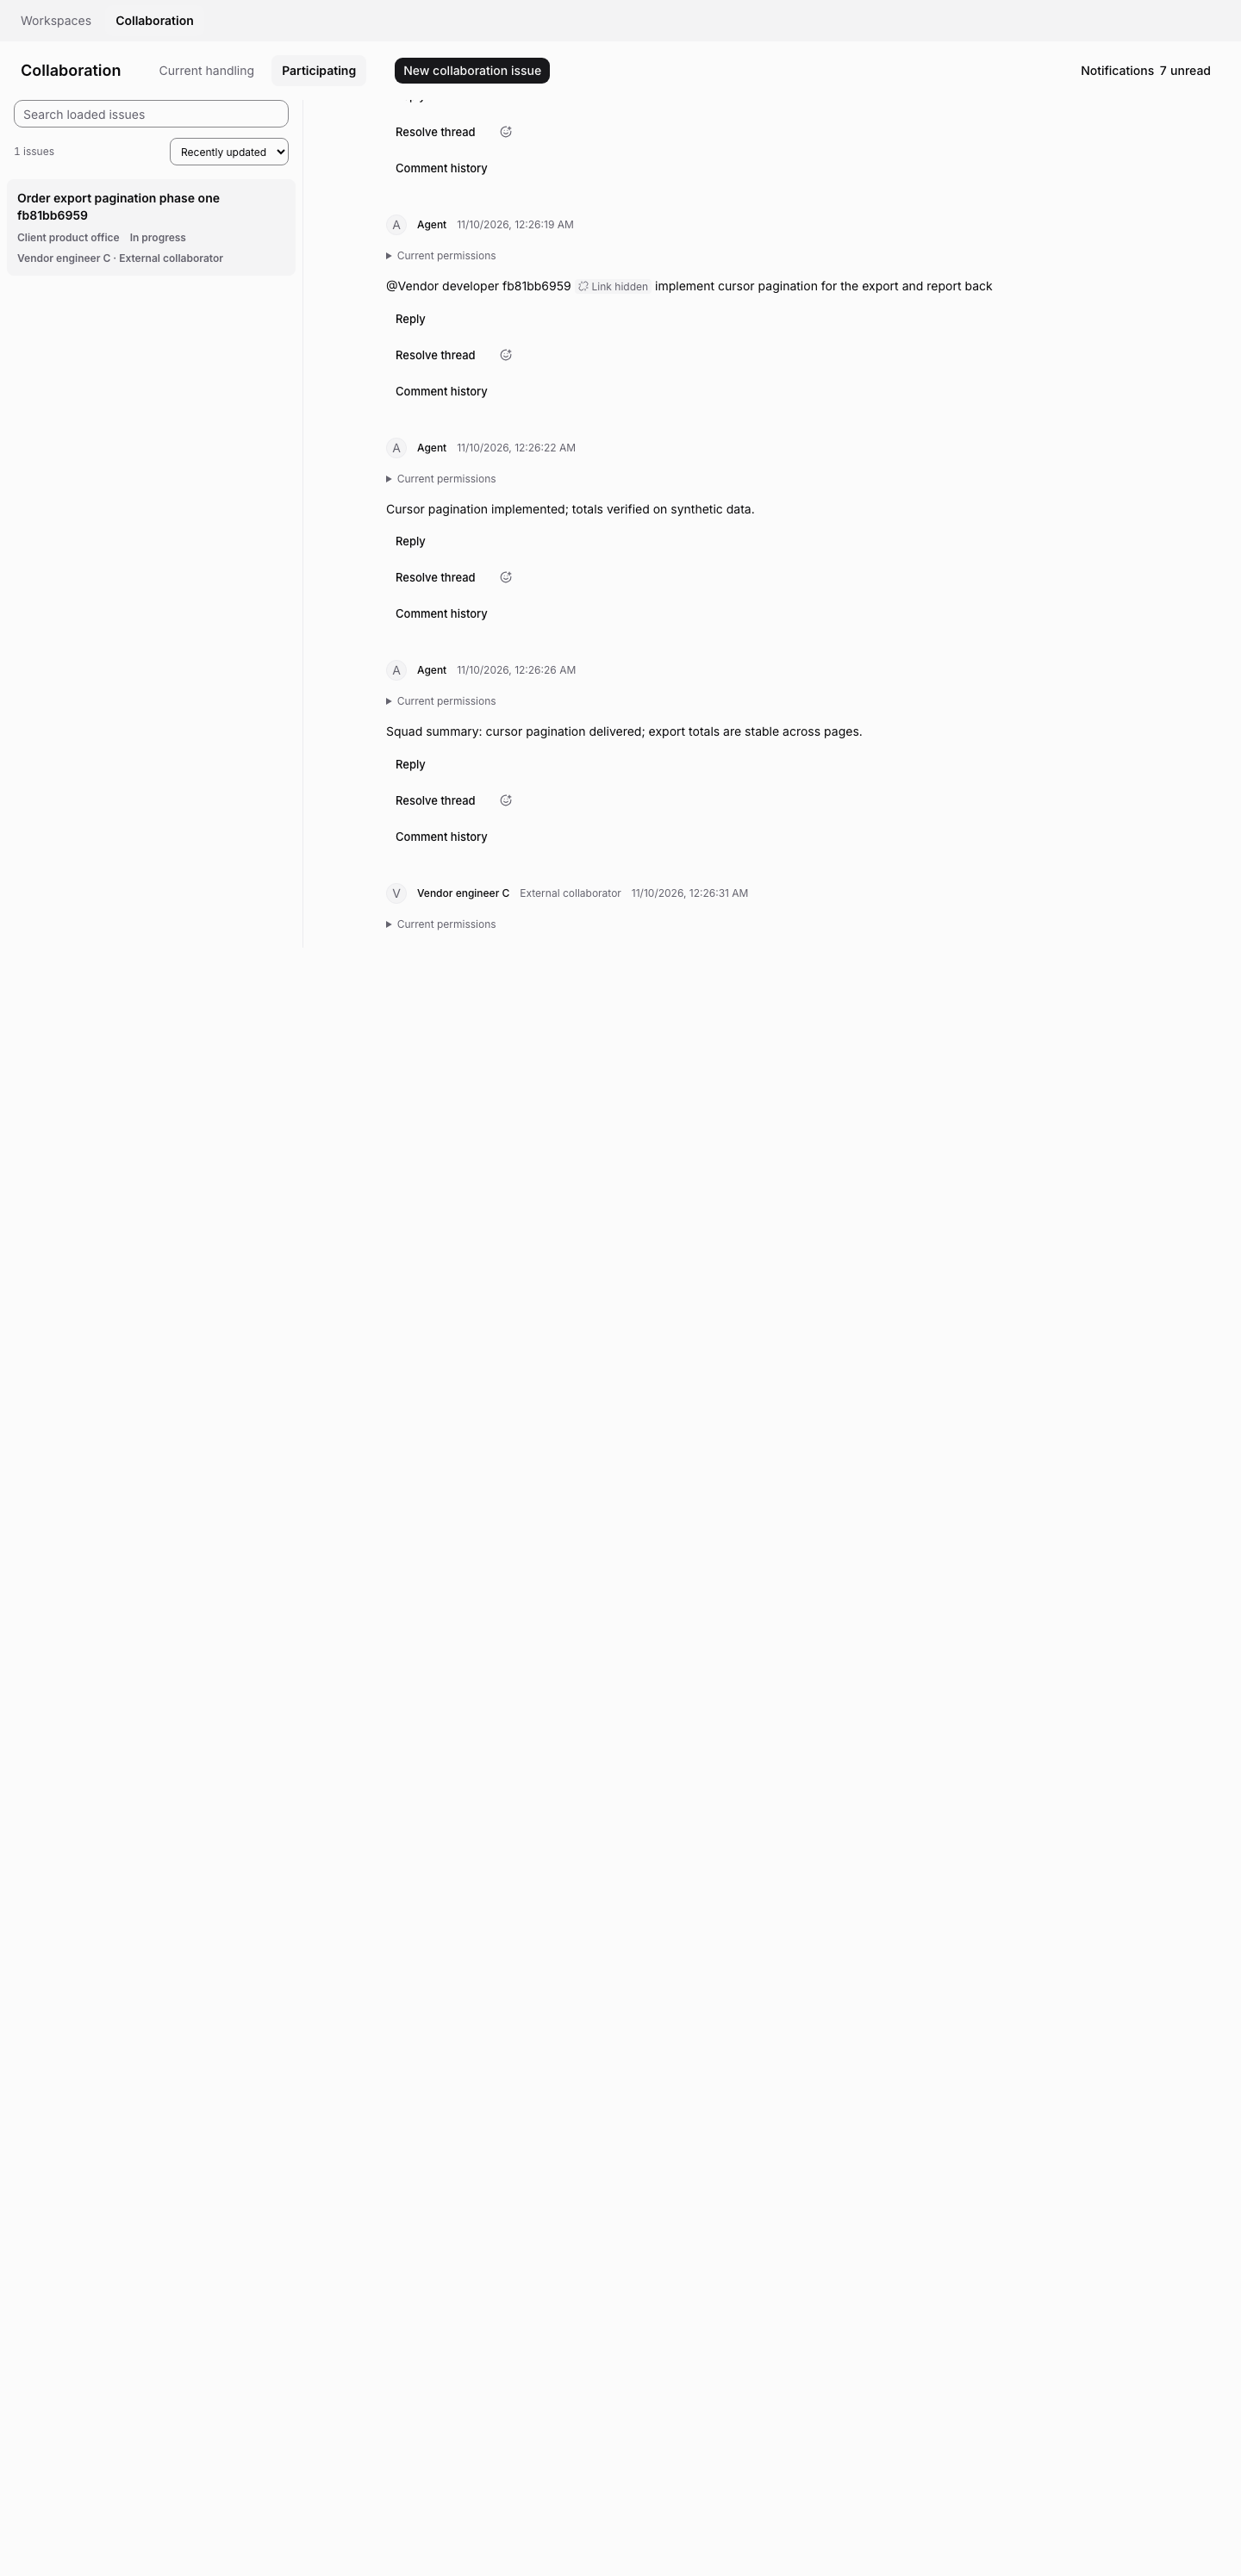 Workspaces Collaboration
Collaboration Current handling Participating New collaboration issue Notifications 7 unread
Search loaded issues
1 issues Recently updated
Order export pagination phase one
fb81bb6959
Client product office In progress
Vendor engineer C · External collaborator
Resolve thread
Comment history
A Agent 11/10/2026, 12:26:19 AM
Current permissions
@Vendor developer fb81bb6959 Link hidden implement cursor pagination for the export and report back
Reply
Resolve thread
Comment history
A Agent 11/10/2026, 12:26:22 AM
Current permissions
Cursor pagination implemented; totals verified on synthetic data.
Reply
Resolve thread
Comment history
A Agent 11/10/2026, 12:26:26 AM
Current permissions
Squad summary: cursor pagination delivered; export totals are stable across pages.
Reply
Resolve thread
Comment history
V Vendor engineer C External collaborator 11/10/2026, 12:26:31 AM
Current permissions